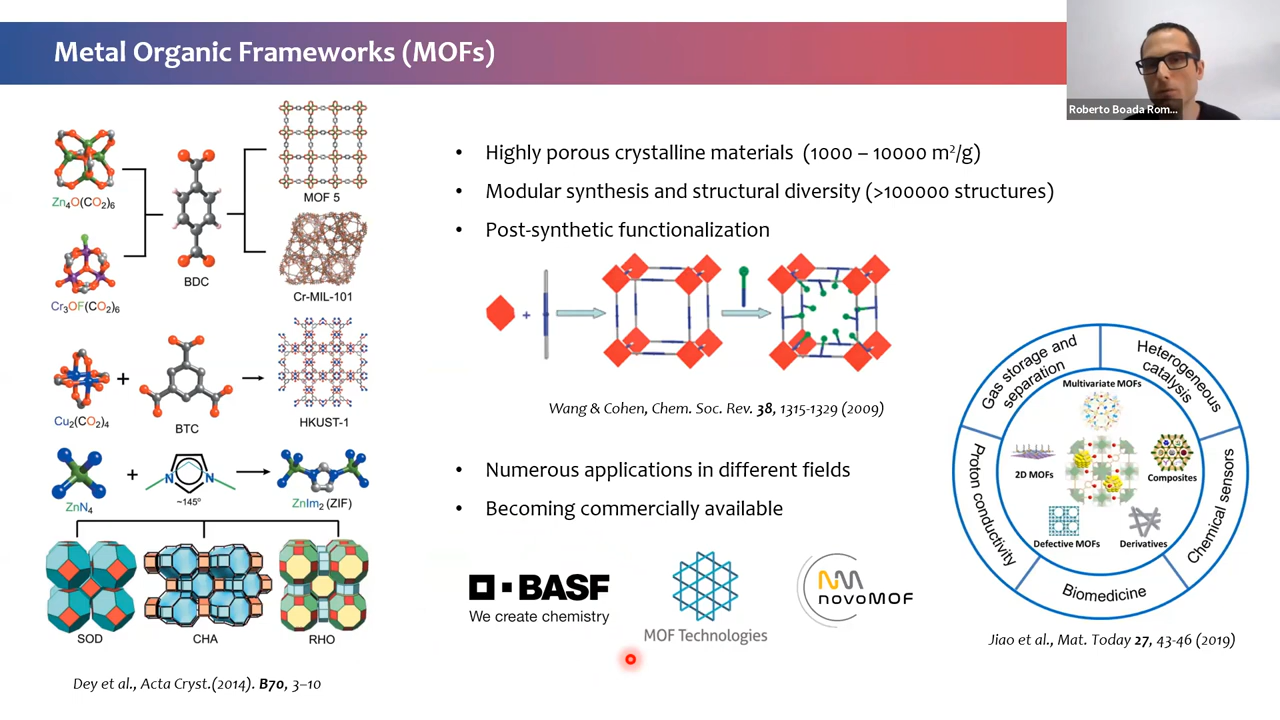 Metal Organic Frameworks (MOFs)
Roberto Boada Rom...
Zn4O(CO2)6
BDC
MOF 5
Cr3OF(CO2)6
Cr-MIL-101
Cu2(CO2)4
+
BTC
HKUST-1
ZnN4
+
N
N
~145º
ZnIm2 (ZIF)
SOD
CHA
RHO
Dey et al., Acta Cryst.(2014). B70, 3–10
• Highly porous crystalline materials (1000 – 10000 m²/g)
• Modular synthesis and structural diversity (>100000 structures)
• Post-synthetic functionalization
+
Wang & Cohen, Chem. Soc. Rev. 38, 1315-1329 (2009)
• Numerous applications in different fields
• Becoming commercially available
BASF
We create chemistry
MOF Technologies
novoMOF
Gas storage and separation
Heterogeneous catalysis
Chemical sensors
Biomedicine
Proton conductivity
Multivariate MOFs
2D MOFs
Composites
Defective MOFs
Derivatives
Jiao et al., Mat. Today 27, 43-46 (2019)